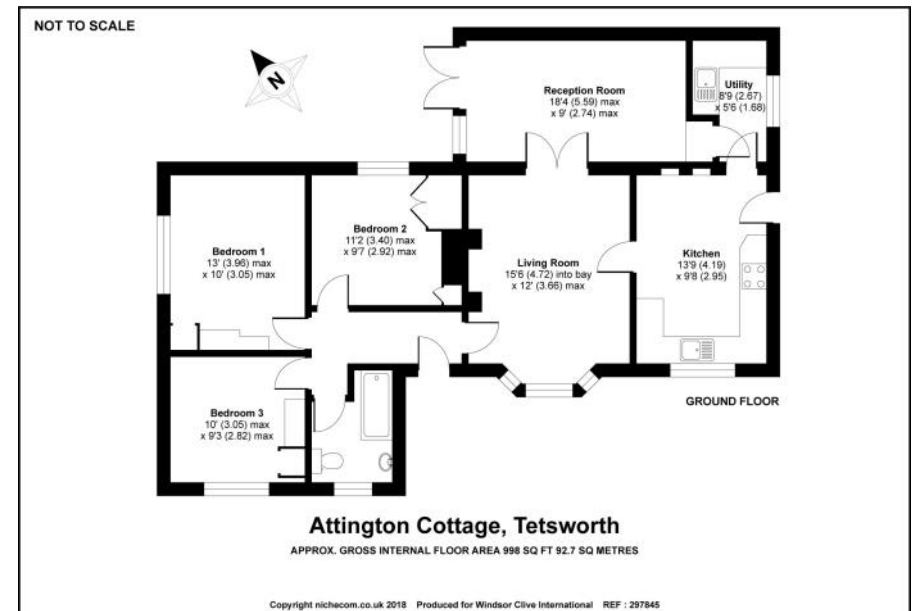 NOT TO SCALE
N
Reception Room
18'4 (5.59) max
x 9' (2.74) max
Utility
8'9 (2.67)
x 5'6 (1.68)
Bedroom 1
13' (3.96) max
x 10' (3.05) max
Bedroom 2
11'2 (3.40) max
x 9'7 (2.92) max
Living Room
15'6 (4.72) into bay
x 12' (3.66) max
Kitchen
13'9 (4.19)
x 9'8 (2.95)
Bedroom 3
10' (3.05) max
x 9'3 (2.82) max
GROUND FLOOR
Attington Cottage, Tetsworth
APPROX. GROSS INTERNAL FLOOR AREA 998 SQ FT 92.7 SQ METRES
Copyright nichecom.co.uk 2018 Produced for Windsor Clive International REF : 297845